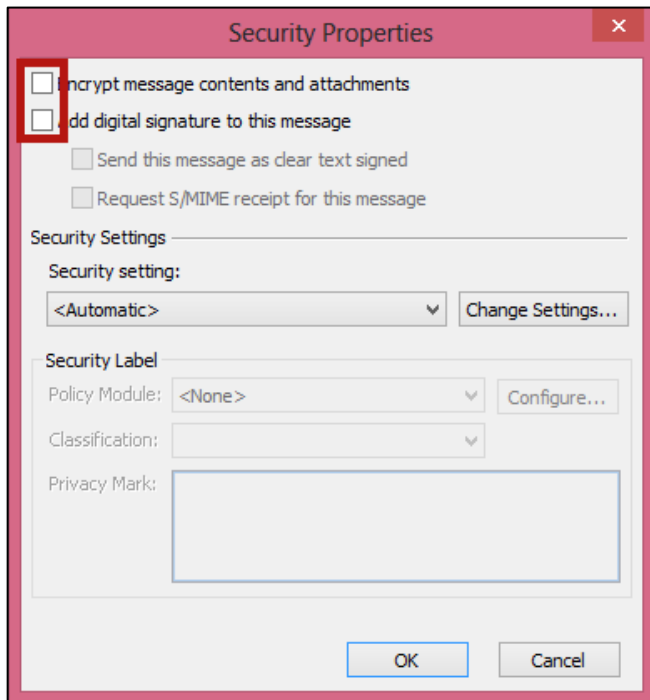 Security Properties
Encrypt message contents and attachments
Add digital signature to this message
Send this message as clear text signed
Request S/MIME receipt for this message
Security Settings
Security setting:
<Automatic> Change Settings...
Security Label
Policy Module: <None> Configure...
Classification:
Privacy Mark:
OK Cancel